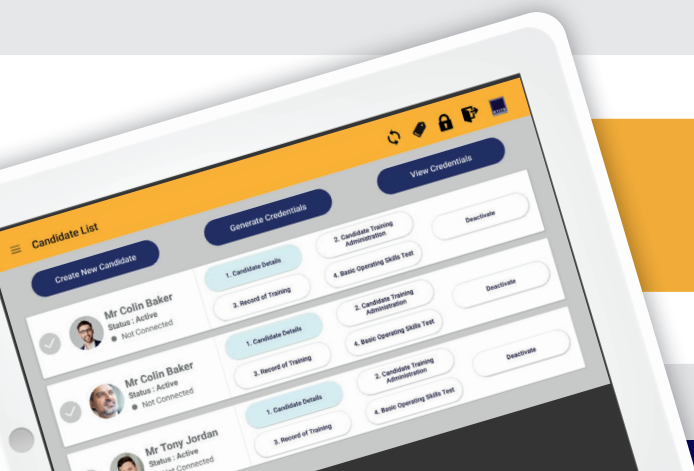 Candidate List
Create New Candidate
Generate Credentials
View Credentials
Mr Colin Baker
Status : Active
Not Connected
1. Candidate Details
2. Candidate Training
Administration
3. Record of Training
4. Basic Operating Skills Test
Deactivate
Mr Colin Baker
Status : Active
Not Connected
1. Candidate Details
2. Candidate Training
Administration
3. Record of Training
4. Basic Operating Skills Test
Deactivate
Mr Tony Jordan
Status : Active
Not Connected
1. Candidate Details
2. Candidate Training
Administration
3. Record of Training
4. Basic Operating Skills Test
Deactivate